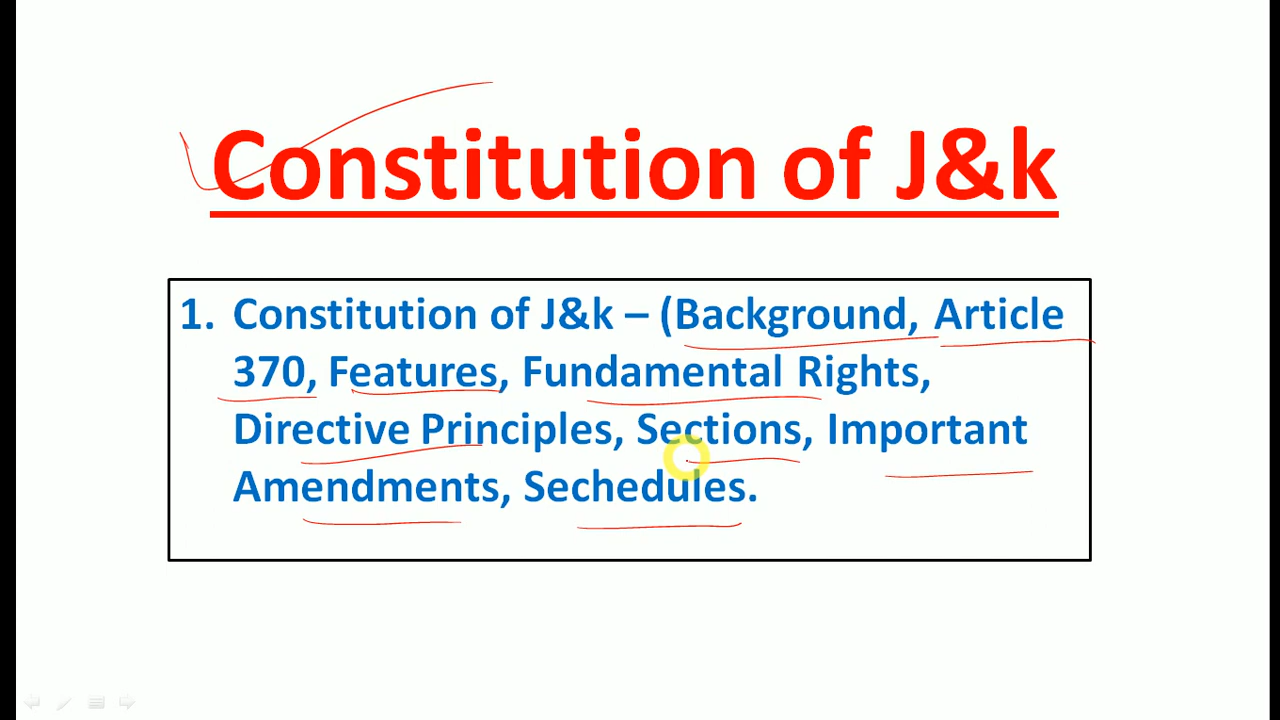 Constitution of J&k
1. Constitution of J&k – (Background, Article
370, Features, Fundamental Rights,
Directive Principles, Sections, Important
Amendments, Sechedules.